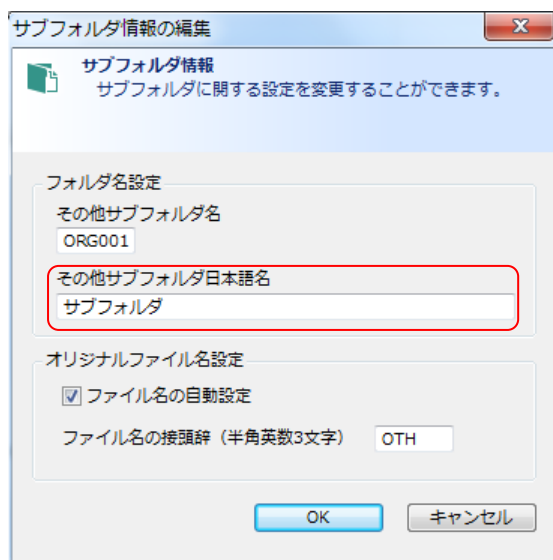 サブフォルダ情報の編集
サブフォルダ情報
サブフォルダに関する設定を変更することができます。
フォルダ名設定
その他サブフォルダ名
ORG001
その他サブフォルダ日本語名
サブフォルダ
オリジナルファイル名設定
ファイル名の自動設定
ファイル名の接頭辞（半角英数3文字） OTH
OK キャンセル